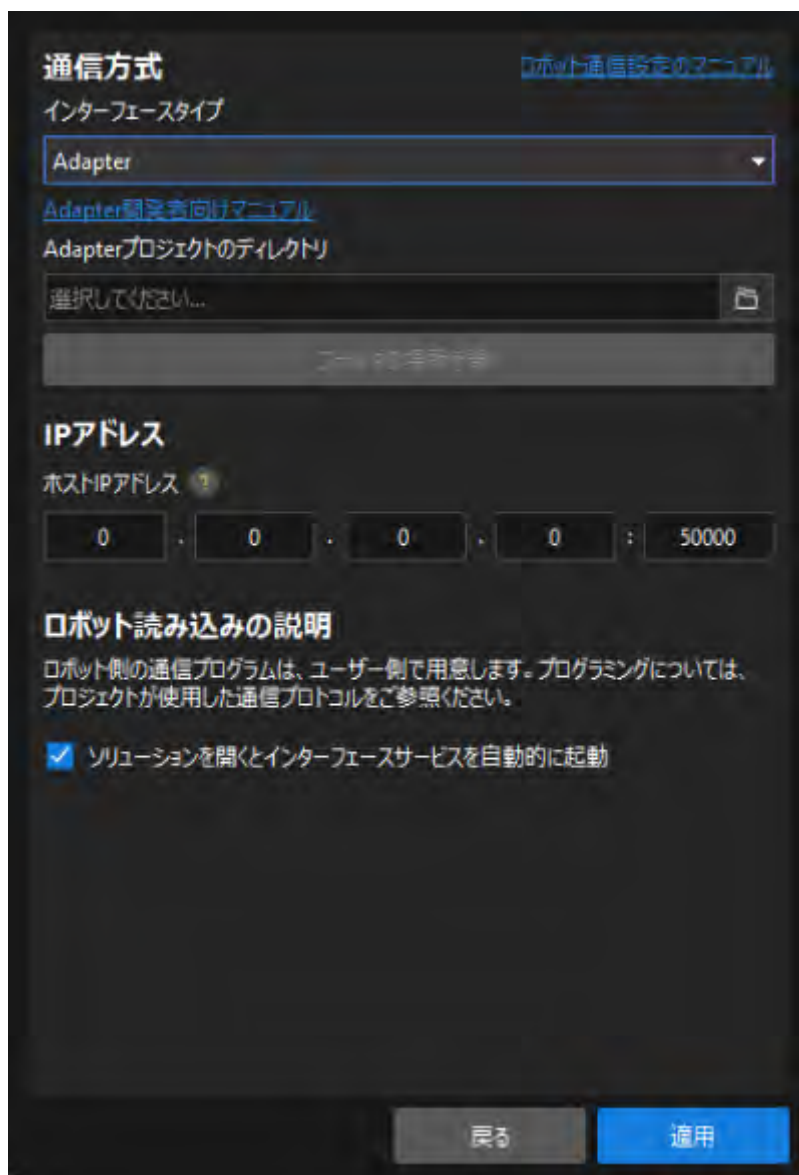 通信方式
ロボット通信設定のマニュアル
インターフェースタイプ
Adapter
Adapter開発者向けマニュアル
Adapterプロジェクトのディレクトリ
選択してください...
IPアドレス
ホストIPアドレス ?
0 . 0 . 0 . 0 : 50000
ロボット読み込みの説明
ロボット側の通信プログラムは、ユーザー側で用意します。プログラミングについては、
プロジェクトが使用した通信プロトコルをご参照ください。
ソリューションを開くとインターフェースサービスを自動的に起動
戻る
適用